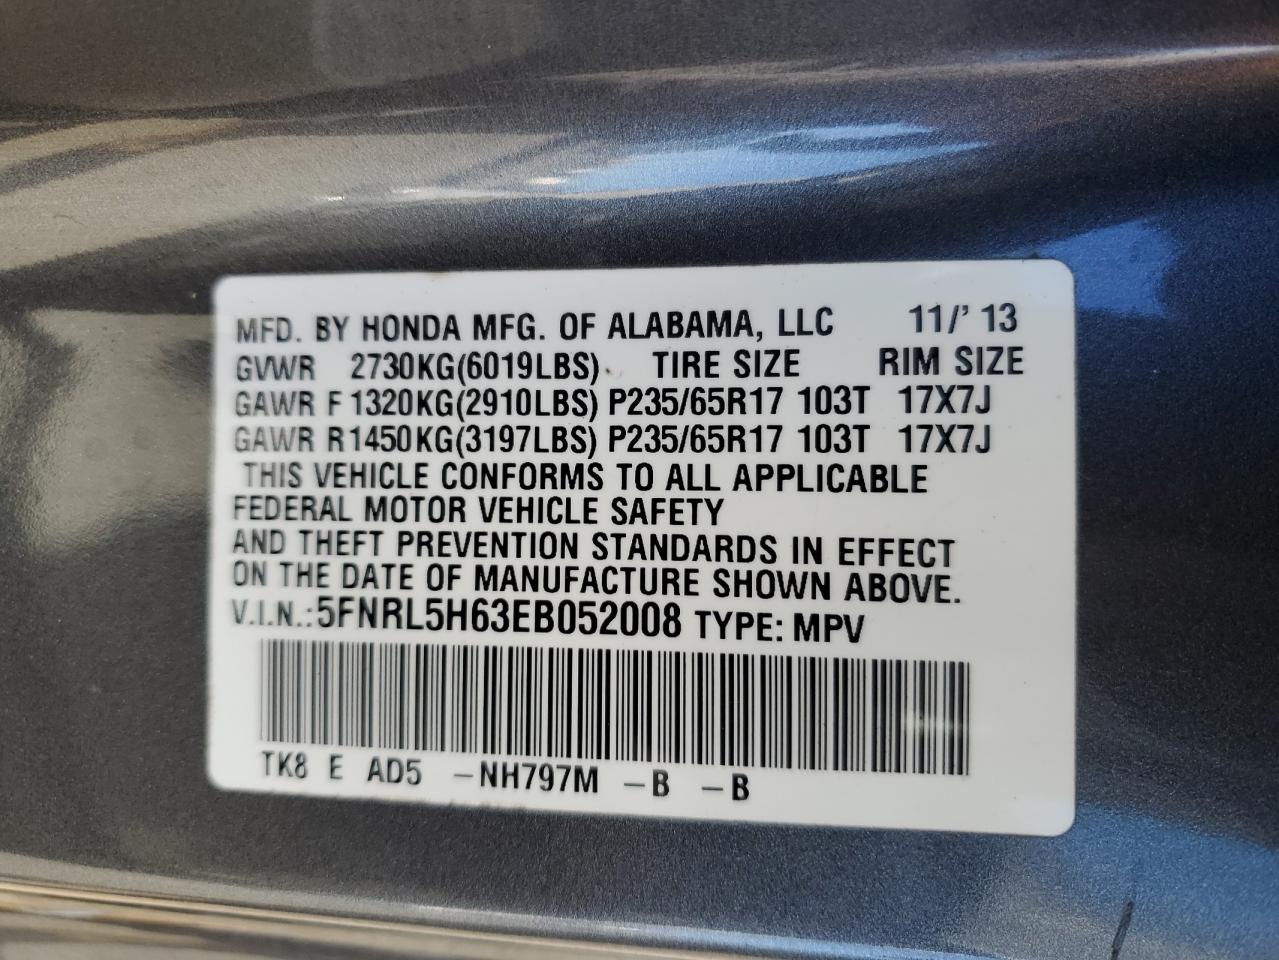 MFD. BY HONDA MFG. OF ALABAMA, LLC 11/' 13
GVWR 2730KG(6019LBS) TIRE SIZE RIM SIZE
GAWR F 1320KG(2910LBS) P235/65R17 103T 17X7J
GAWR R1450KG(3197LBS) P235/65R17 103T 17X7J
THIS VEHICLE CONFORMS TO ALL APPLICABLE
FEDERAL MOTOR VEHICLE SAFETY
AND THEFT PREVENTION STANDARDS IN EFFECT
ON THE DATE OF MANUFACTURE SHOWN ABOVE.
V.I.N.:5FNRL5H63EB052008 TYPE: MPV
TK8 E AD5 -NH797M -B -B